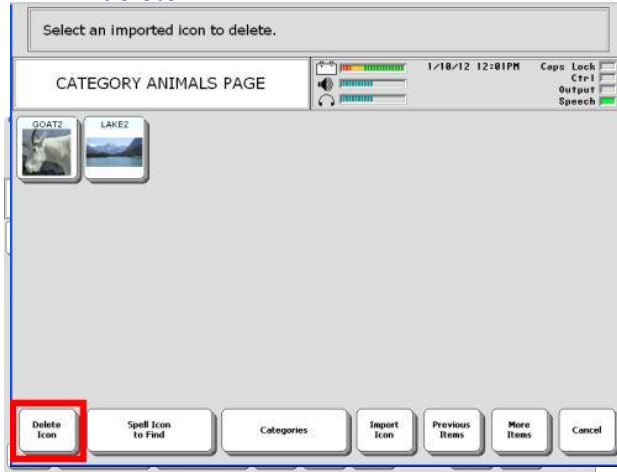 Select an imported icon to delete.
CATEGORY ANIMALS PAGE
1/10/12 12:01PM
Caps Lock
Ctrl
Output
Speech
GOAT2
LAKE2
Delete
Icon
Spell Icon
to Find
Categories
Import
Icon
Previous
Items
More
Items
Cancel